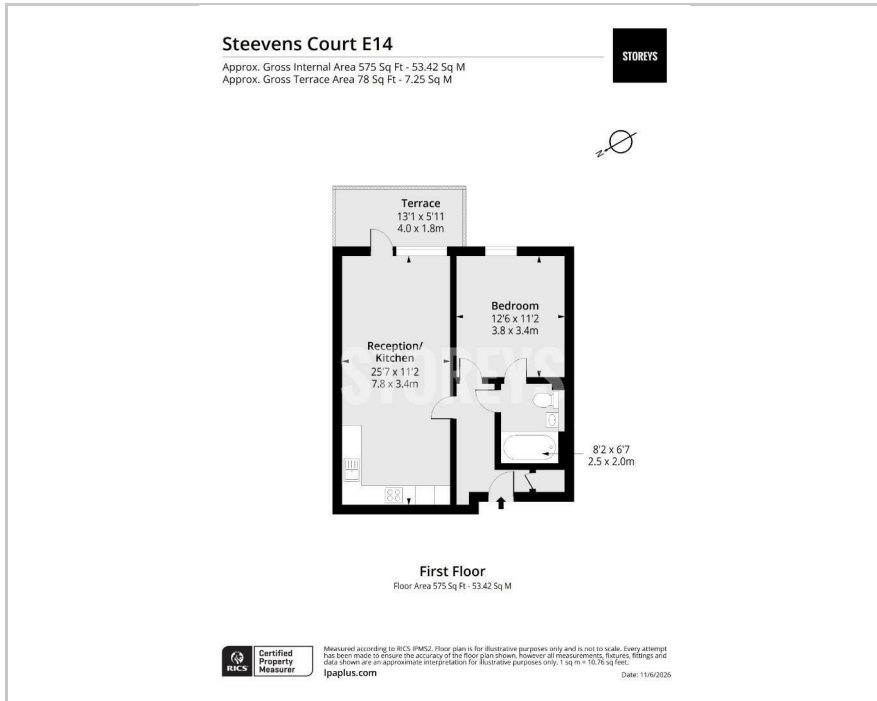 Steevens Court E14
Approx. Gross Internal Area 575 Sq Ft - 53.42 Sq M
Approx. Gross Terrace Area 78 Sq Ft - 7.25 Sq M
STOREYS
N
Terrace
13'1 x 5'11
4.0 x 1.8m
Bedroom
12'6 x 11'2
3.8 x 3.4m
Reception/
Kitchen
25'7 x 11'2
7.8 x 3.4m
STOREYS
8'2 x 6'7
2.5 x 2.0m
First Floor
Floor Area 575 Sq Ft - 53.42 Sq M
RICS
Certified
Property
Measurer
Measured according to RICS IPMS2. Floor plan is for illustrative purposes only and is not to scale. Every attempt
has been made to ensure the accuracy of the floor plan shown, however all measurements, fixtures, fittings and
data shown are an approximate interpretation for illustrative purposes only. 1 sq m = 10.76 sq feet.
lpaplus.com
Date: 11/6/2026